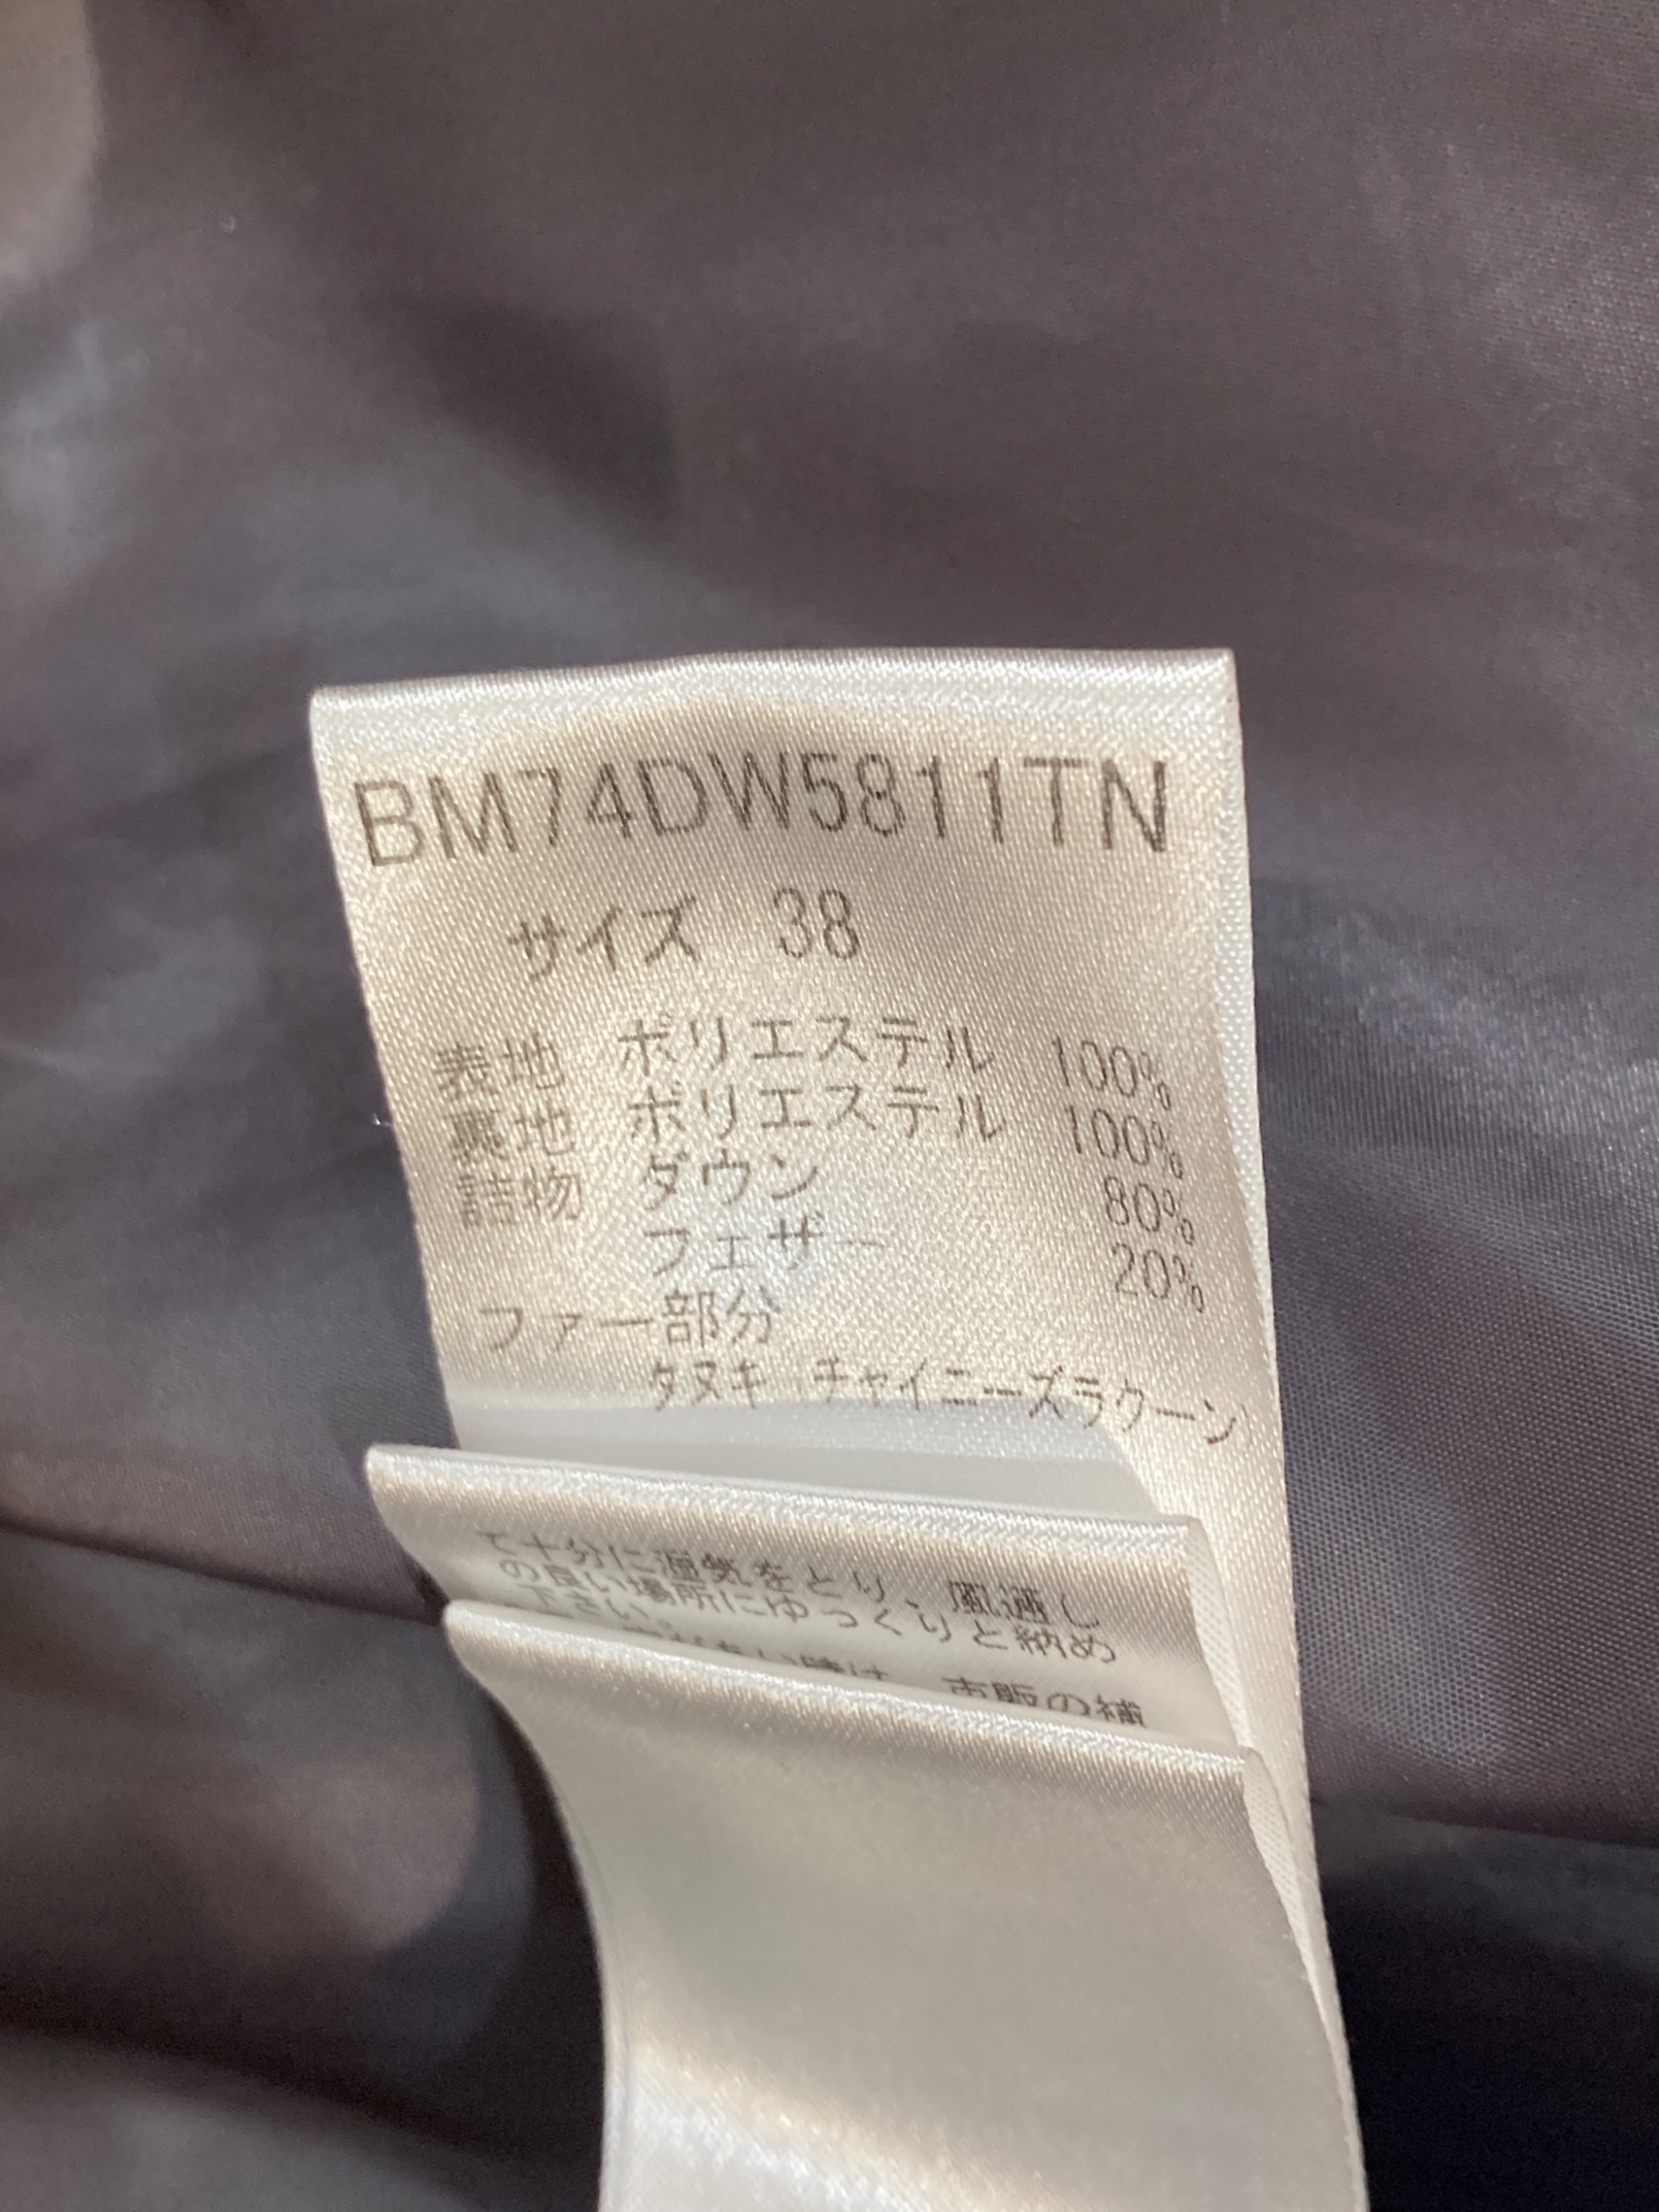 BM74DW5811TN
サイズ 38
表地 ポリエステル 100%
裏地 ポリエステル 100%
詰物 ダウン 80%
フェザー 20%
ファー部分
タヌキ(チャイニーズラクーン)
て十分に湿気をとり、風通し
の良い場所にゆっくりと納め
下さい。
市販の補